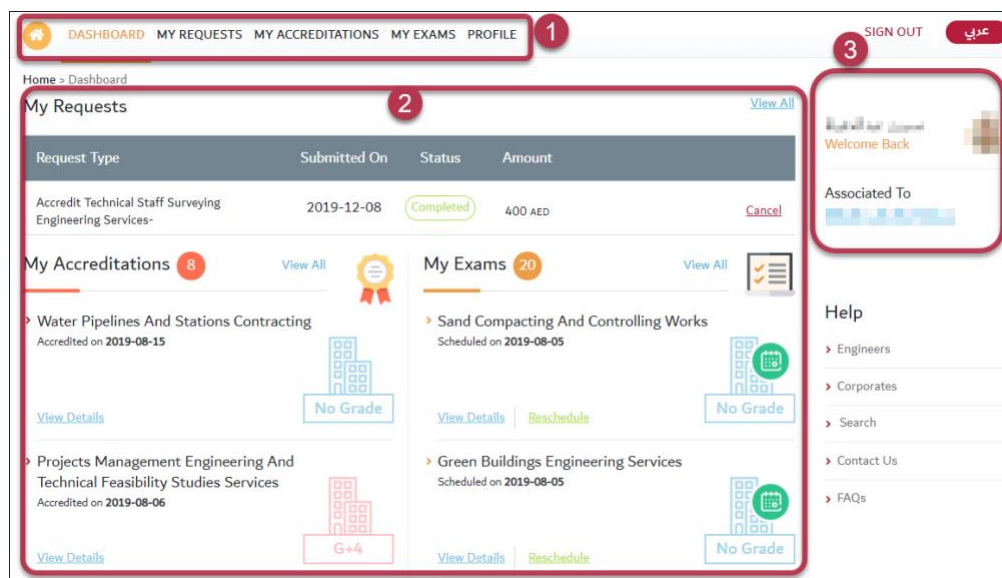 DASHBOARD MY REQUESTS MY ACCREDITATIONS MY EXAMS PROFILE
1
SIGN OUT
عربي
3
Home > Dashboard
My Requests
2
View All
Request Type Submitted On Status Amount
Accredit Technical Staff Surveying
Engineering Services-
2019-12-08
Completed
400 AED
Cancel
My Accreditations 8
View All
Water Pipelines And Stations Contracting
Accredited on 2019-08-15
No Grade
View Details
Projects Management Engineering And
Technical Feasibility Studies Services
Accredited on 2019-08-06
G+4
View Details
My Exams 20
View All
Sand Compacting And Controlling Works
Scheduled on 2019-08-05
No Grade
View Details Reschedule
Green Buildings Engineering Services
Scheduled on 2019-08-05
No Grade
View Details Reschedule
Welcome Back
Associated To
Help
Engineers
Corporates
Search
Contact Us
FAQs